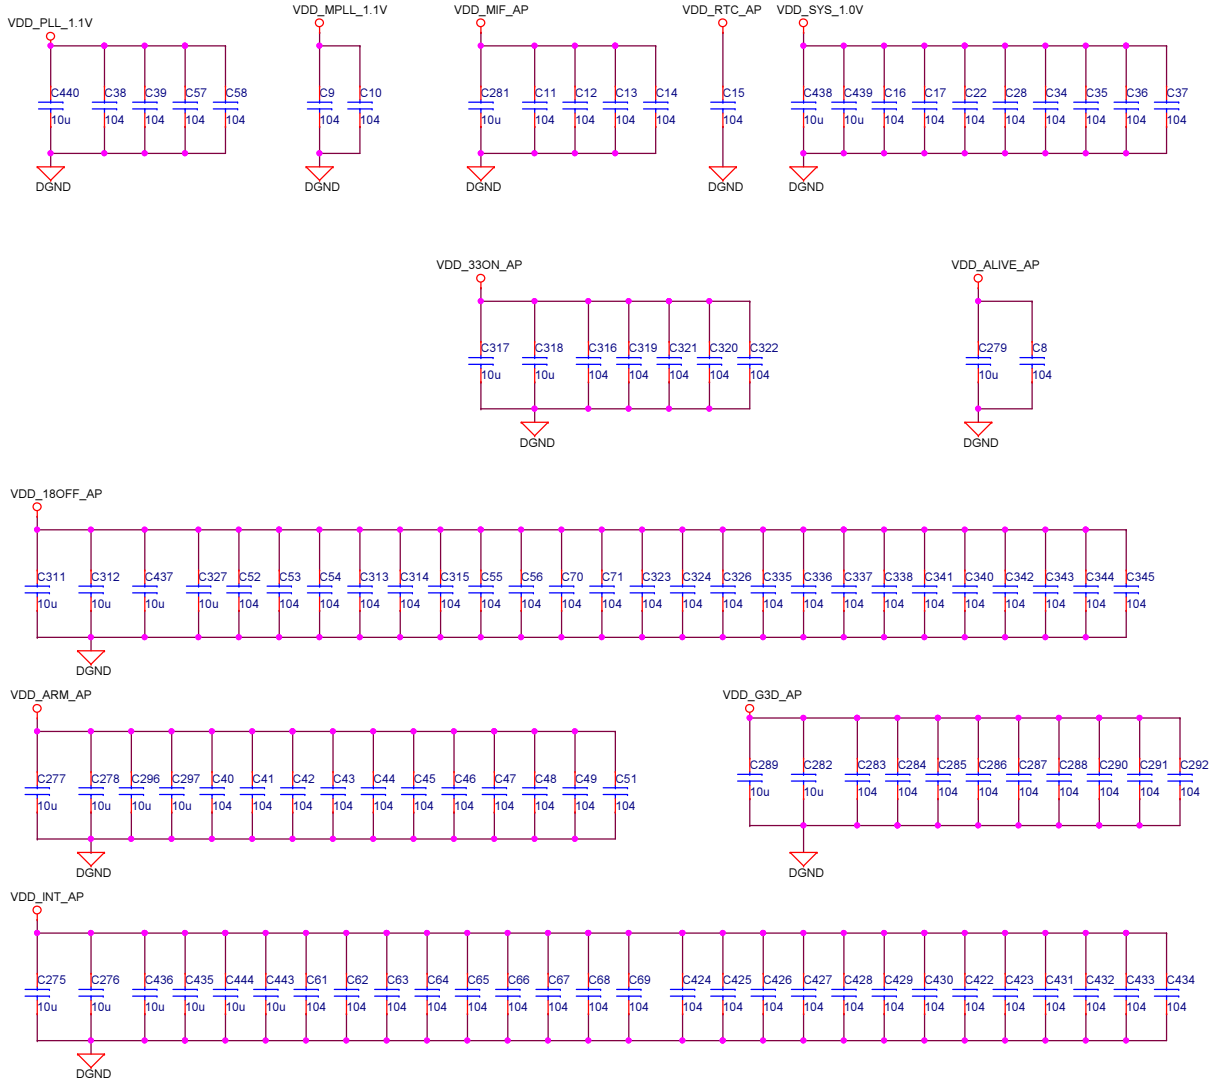 VDD_PLL_1.1V
VDD_MPLL_1.1V
VDD_MIF_AP
VDD_RTC_AP
VDD_SYS_1.0V
C440 C38 C39 C57 C58
10u 104 104 104 104
DGND
C9 C10
104 104
DGND
C281 C11 C12 C13 C14
10u 104 104 104 104
DGND
C15
104
DGND
C438 C439 C16 C17 C22 C28 C34 C35 C36 C37
10u 10u 104 104 104 104 104 104 104 104
DGND
VDD_33ON_AP
C317 C318 C316 C319 C321 C320 C322
10u 10u 104 104 104 104 104
DGND
VDD_ALIVE_AP
C279 C8
10u 104
DGND
VDD_18OFF_AP
C311 C312 C437 C327 C52 C53 C54 C313 C314 C315 C55 C56 C70 C71 C323 C324 C326 C335 C336 C337 C338 C341 C340 C342 C343 C344 C345
10u 10u 10u 10u 104 104 104 104 104 104 104 104 104 104 104 104 104 104 104 104 104 104 104 104 104 104 104
DGND
VDD_ARM_AP
C277 C278 C296 C297 C40 C41 C42 C43 C44 C45 C46 C47 C48 C49 C51
10u 10u 10u 10u 104 104 104 104 104 104 104 104 104 104 104
DGND
VDD_G3D_AP
C289 C282 C283 C284 C285 C286 C287 C288 C290 C291 C292
10u 10u 104 104 104 104 104 104 104 104 104
DGND
VDD_INT_AP
C275 C276 C436 C435 C444 C443 C61 C62 C63 C64 C65 C66 C67 C68 C69 C424 C425 C426 C427 C428 C429 C430 C422 C423 C431 C432 C433 C434
10u 10u 10u 10u 10u 10u 104 104 104 104 104 104 104 104 104 104 104 104 104 104 104 104 104 104 104 104 104 104
DGND